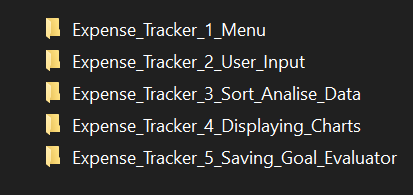 Expense_Tracker_1_Menu
Expense_Tracker_2_User_Input
Expense_Tracker_3_Sort_Analise_Data
Expense_Tracker_4_Displaying_Charts
Expense_Tracker_5_Saving_Goal_Evaluator